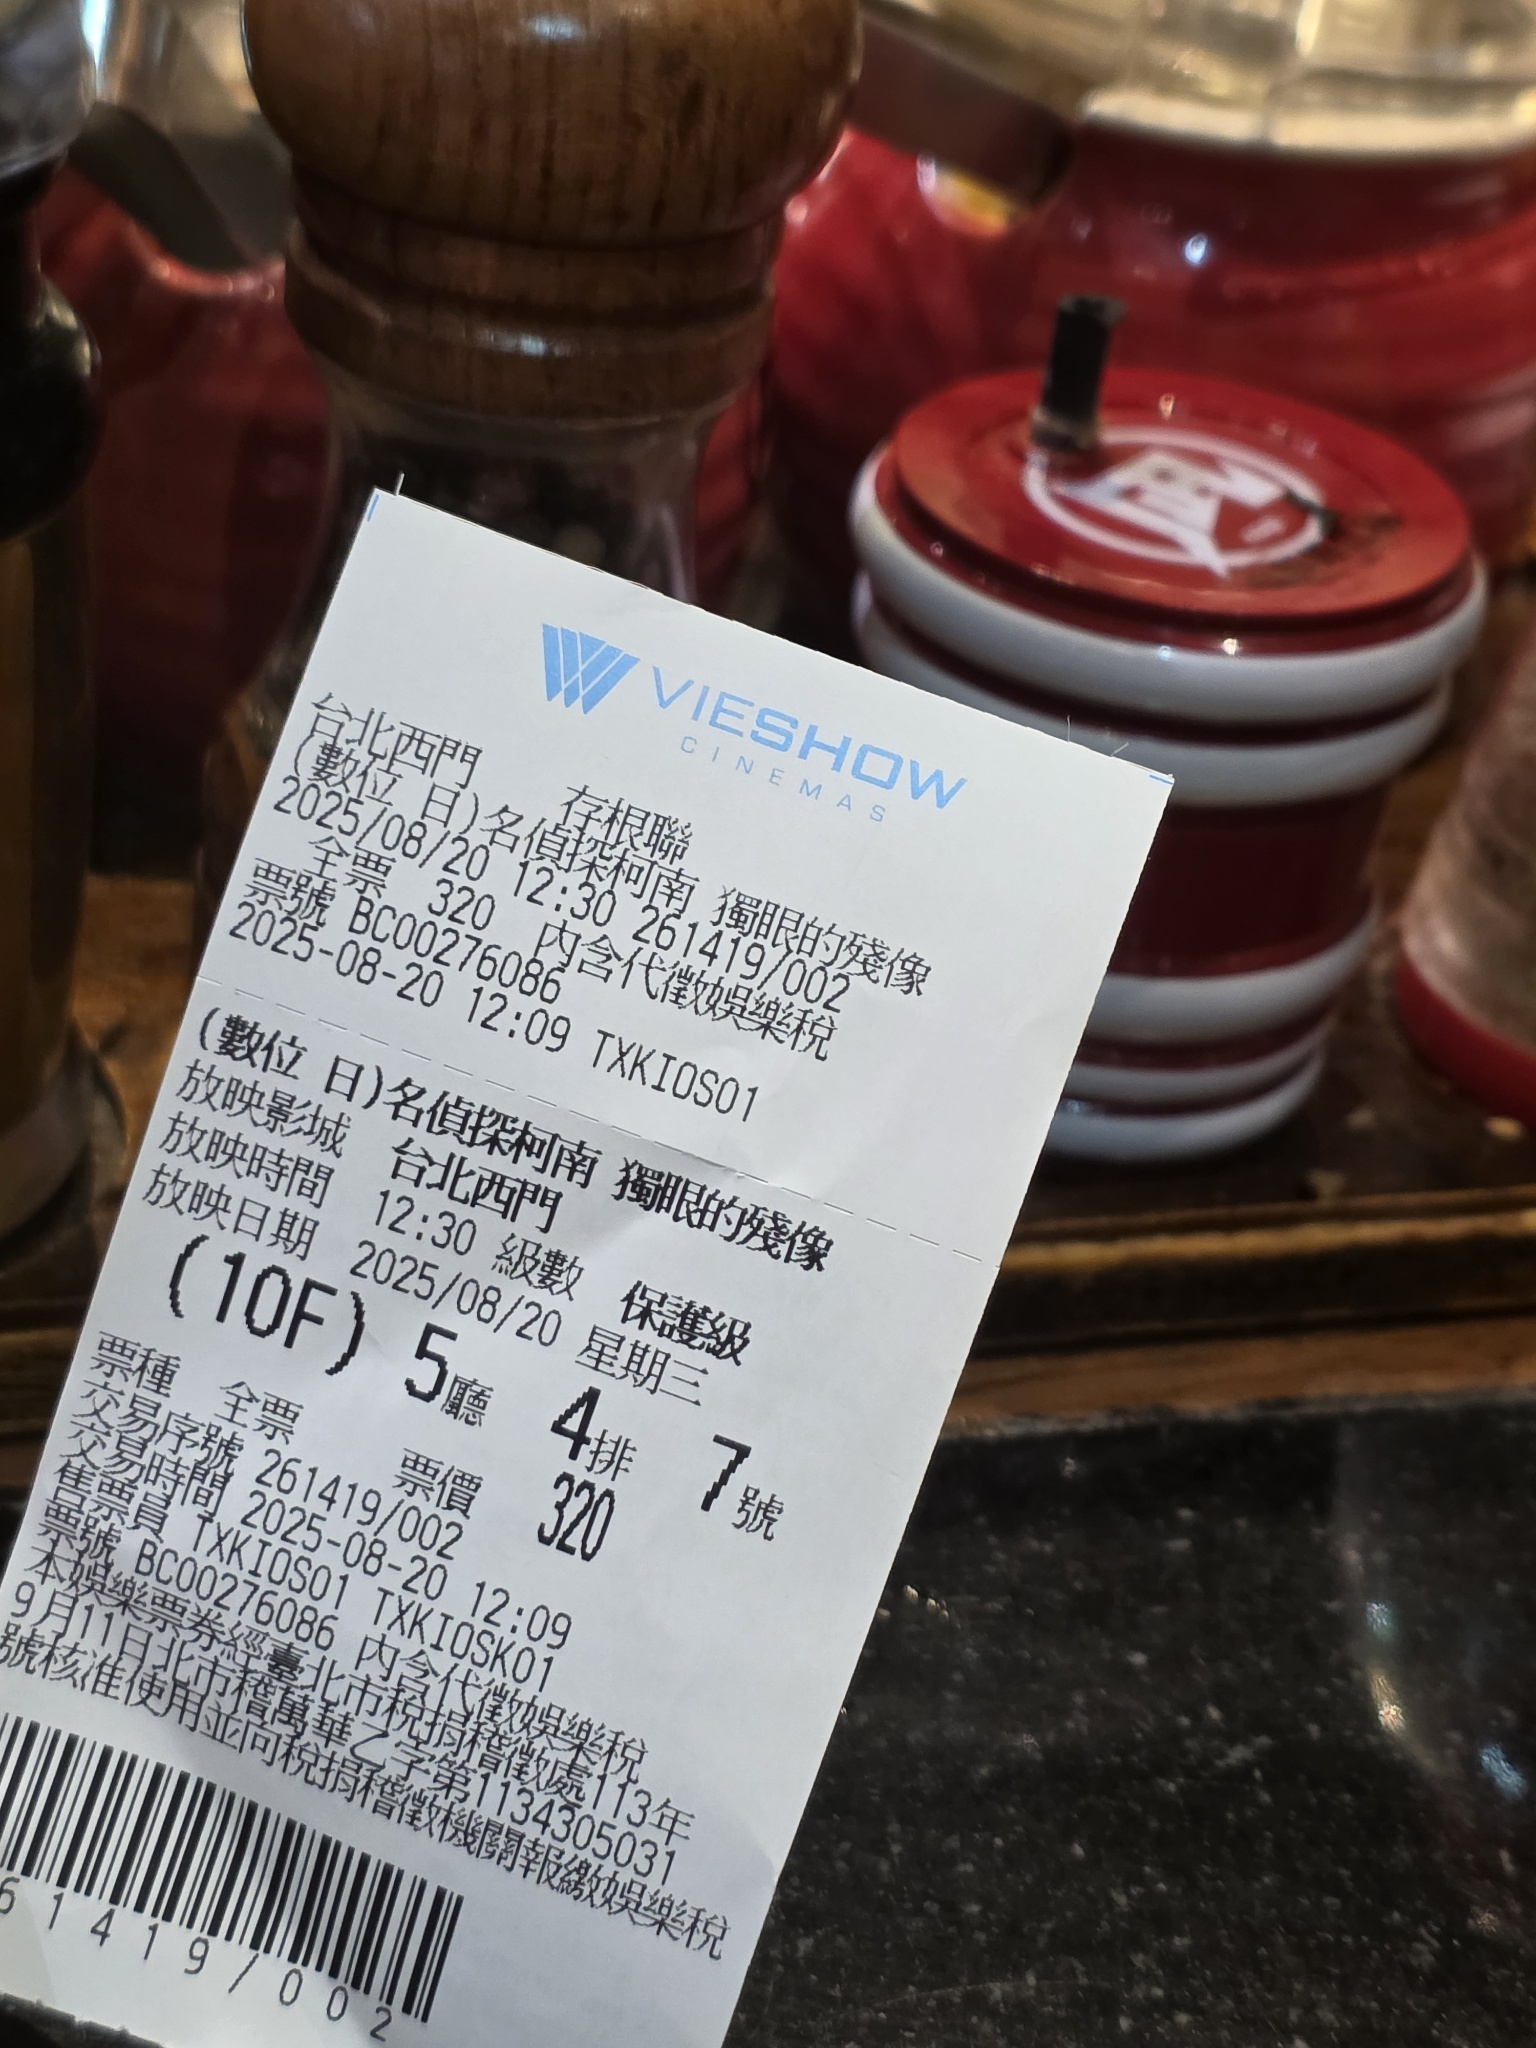 VIESHOW
CINEMAS
台北西門 存根聯
(數位 日)名偵探柯南 獨眼的殘像
2025/08/20 12:30 261419/002
全票 320 內含代徵娛樂稅
票號 BC00276086
2025-08-20 12:09 TXKIOS01
(數位 日)名偵探柯南 獨眼的殘像
放映影城 台北西門
放映時間 12:30 級數 保護級
放映日期 2025/08/20 星期三
(10F) 5廳 4排 7號
票種 全票 票價 320
交易序號 261419/002
交易時間 2025-08-20 12:09
售票員 TXKIOS01 TXKIOSK01
票號 BC00276086 內含代徵娛樂稅
本娛樂票券經臺北市稅捐稽徵處113年
9月11日北市稽萬華乙字第1134305031
號核准使用並向稅捐稽徵機關報繳娛樂稅
61419/002